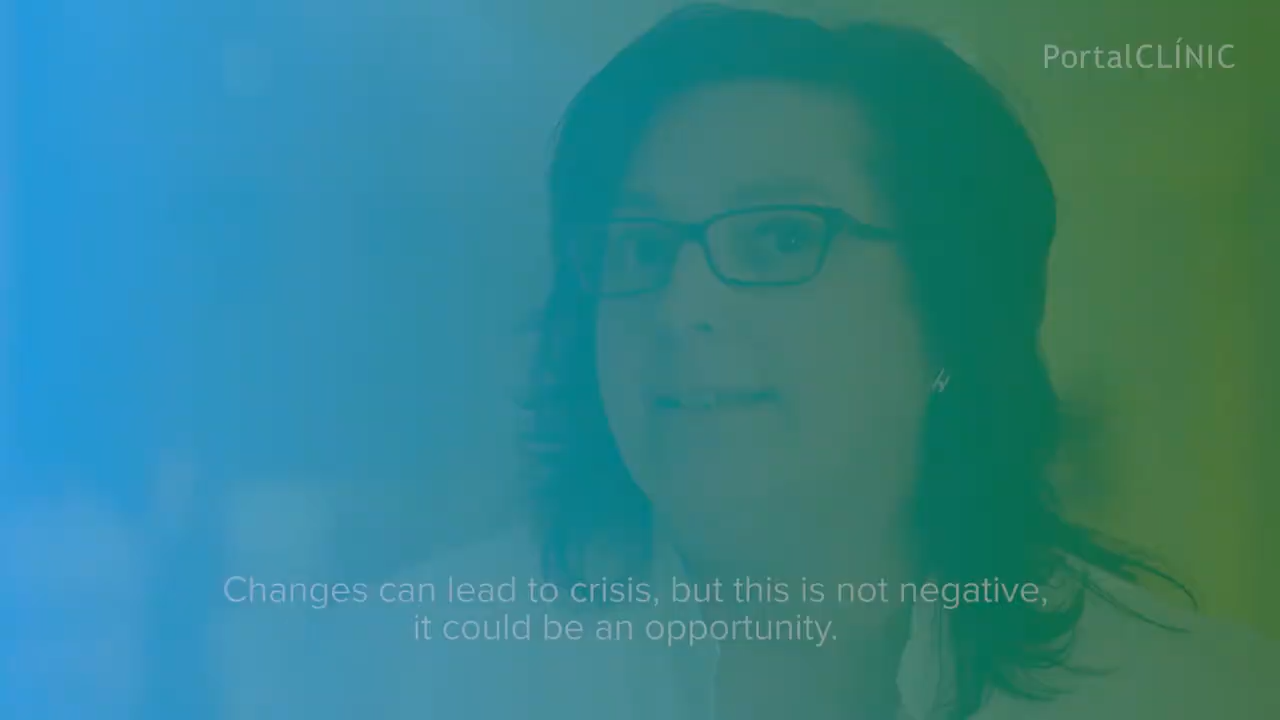 PortalCLÍNIC
Changes can lead to crisis, but this is not negative,
it could be an opportunity.